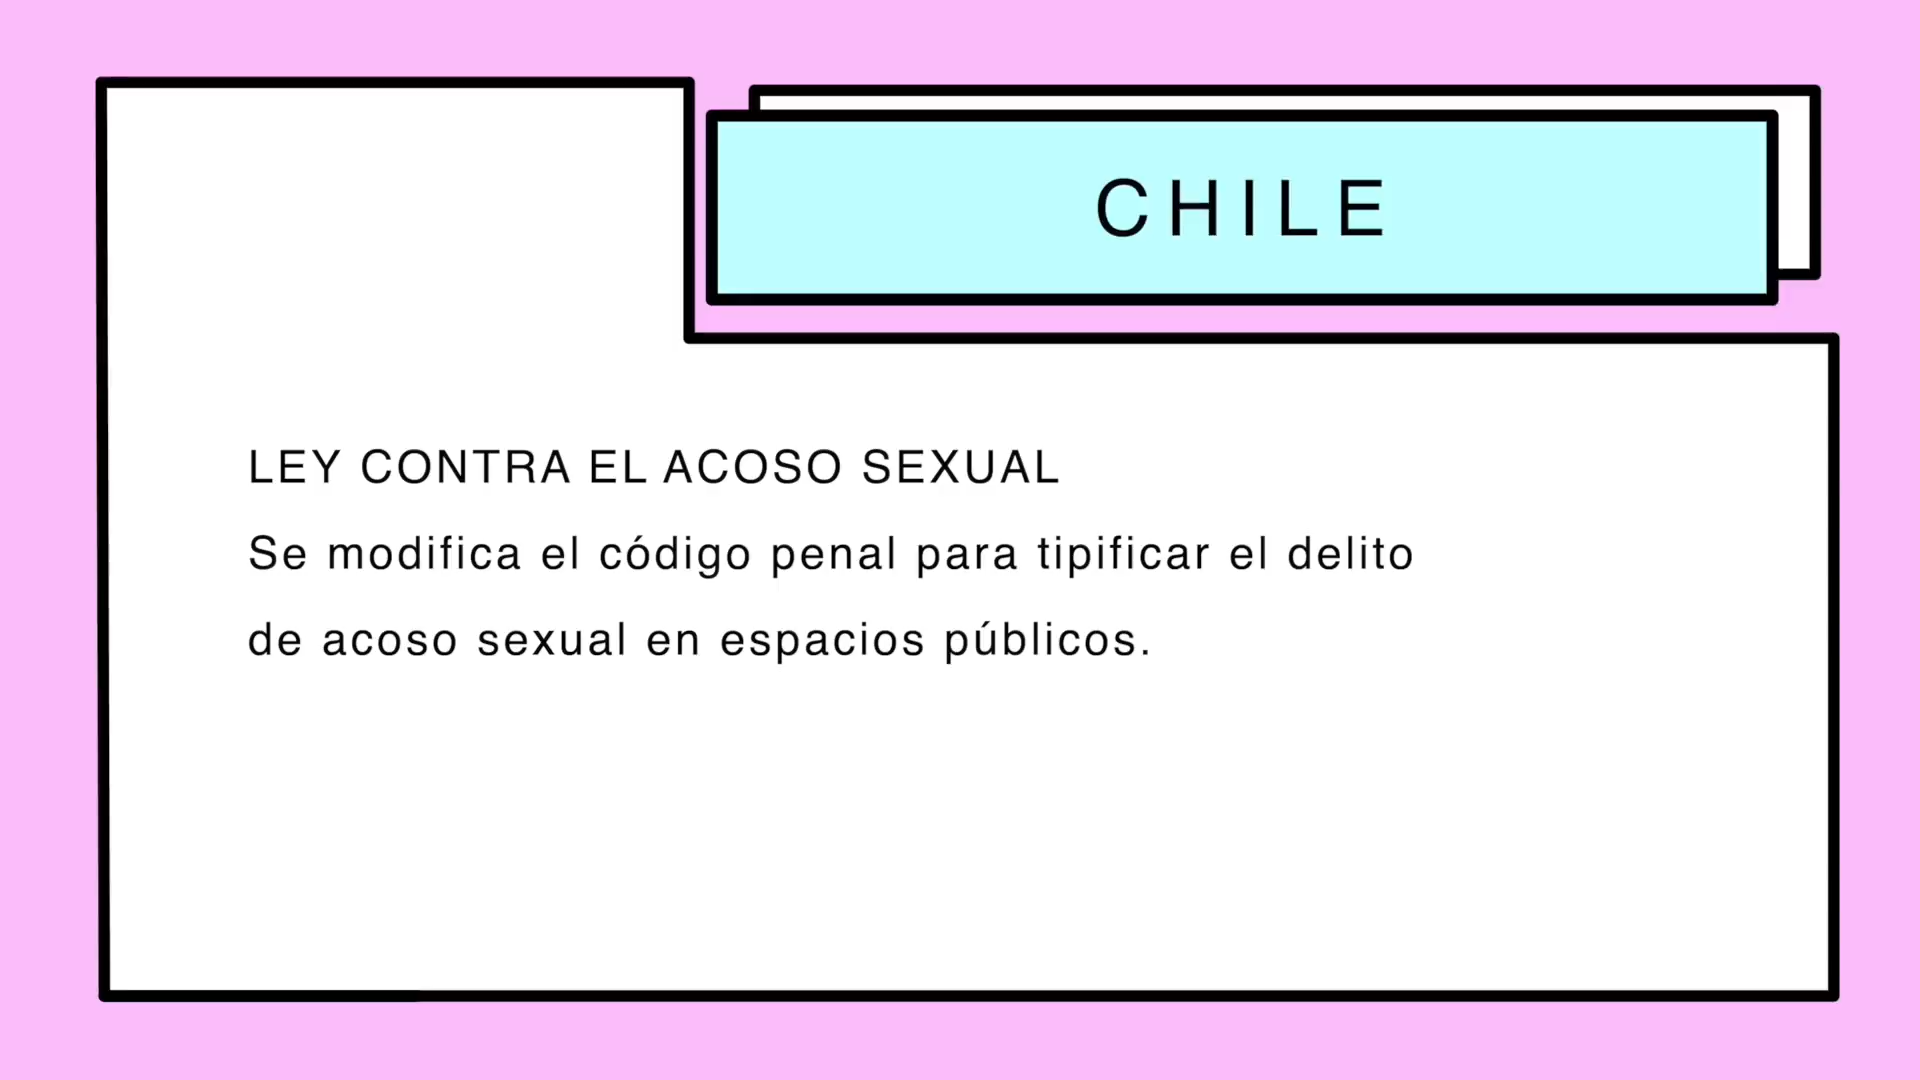 CHILE
LEY CONTRA EL ACOSO SEXUAL
Se modifica el código penal para tipificar el delito
de acoso sexual en espacios públicos.